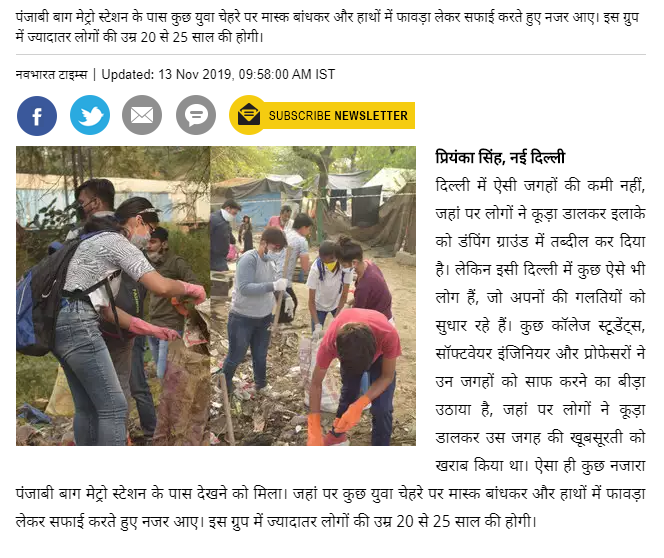 पंजाबी बाग मेट्रो स्टेशन के पास कुछ युवा चेहरे पर मास्क बांधकर और हाथों में फावड़ा लेकर सफाई करते हुए नजर आए। इस ग्रुप
में ज्यादातर लोगों की उम्र 20 से 25 साल की होगी।
नवभारत टाइम्स | Updated: 13 Nov 2019, 09:58:00 AM IST
SUBSCRIBE NEWSLETTER
प्रियंका सिंह, नई दिल्ली
दिल्ली में ऐसी जगहों की कमी नहीं,
जहां पर लोगों ने कूड़ा डालकर इलाके
को डंपिंग ग्राउंड में तब्दील कर दिया
है। लेकिन इसी दिल्ली में कुछ ऐसे भी
लोग हैं, जो अपनों की गलतियों को
सुधार रहे हैं। कुछ कॉलेज स्टूडेंट्स,
सॉफ्टवेयर इंजिनियर और प्रोफेसरों ने
उन जगहों को साफ करने का बीड़ा
उठाया है, जहां पर लोगों ने कूड़ा
डालकर उस जगह की खूबसूरती को
खराब किया था। ऐसा ही कुछ नजारा
पंजाबी बाग मेट्रो स्टेशन के पास देखने को मिला। जहां पर कुछ युवा चेहरे पर मास्क बांधकर और हाथों में फावड़ा
लेकर सफाई करते हुए नजर आए। इस ग्रुप में ज्यादातर लोगों की उम्र 20 से 25 साल की होगी।